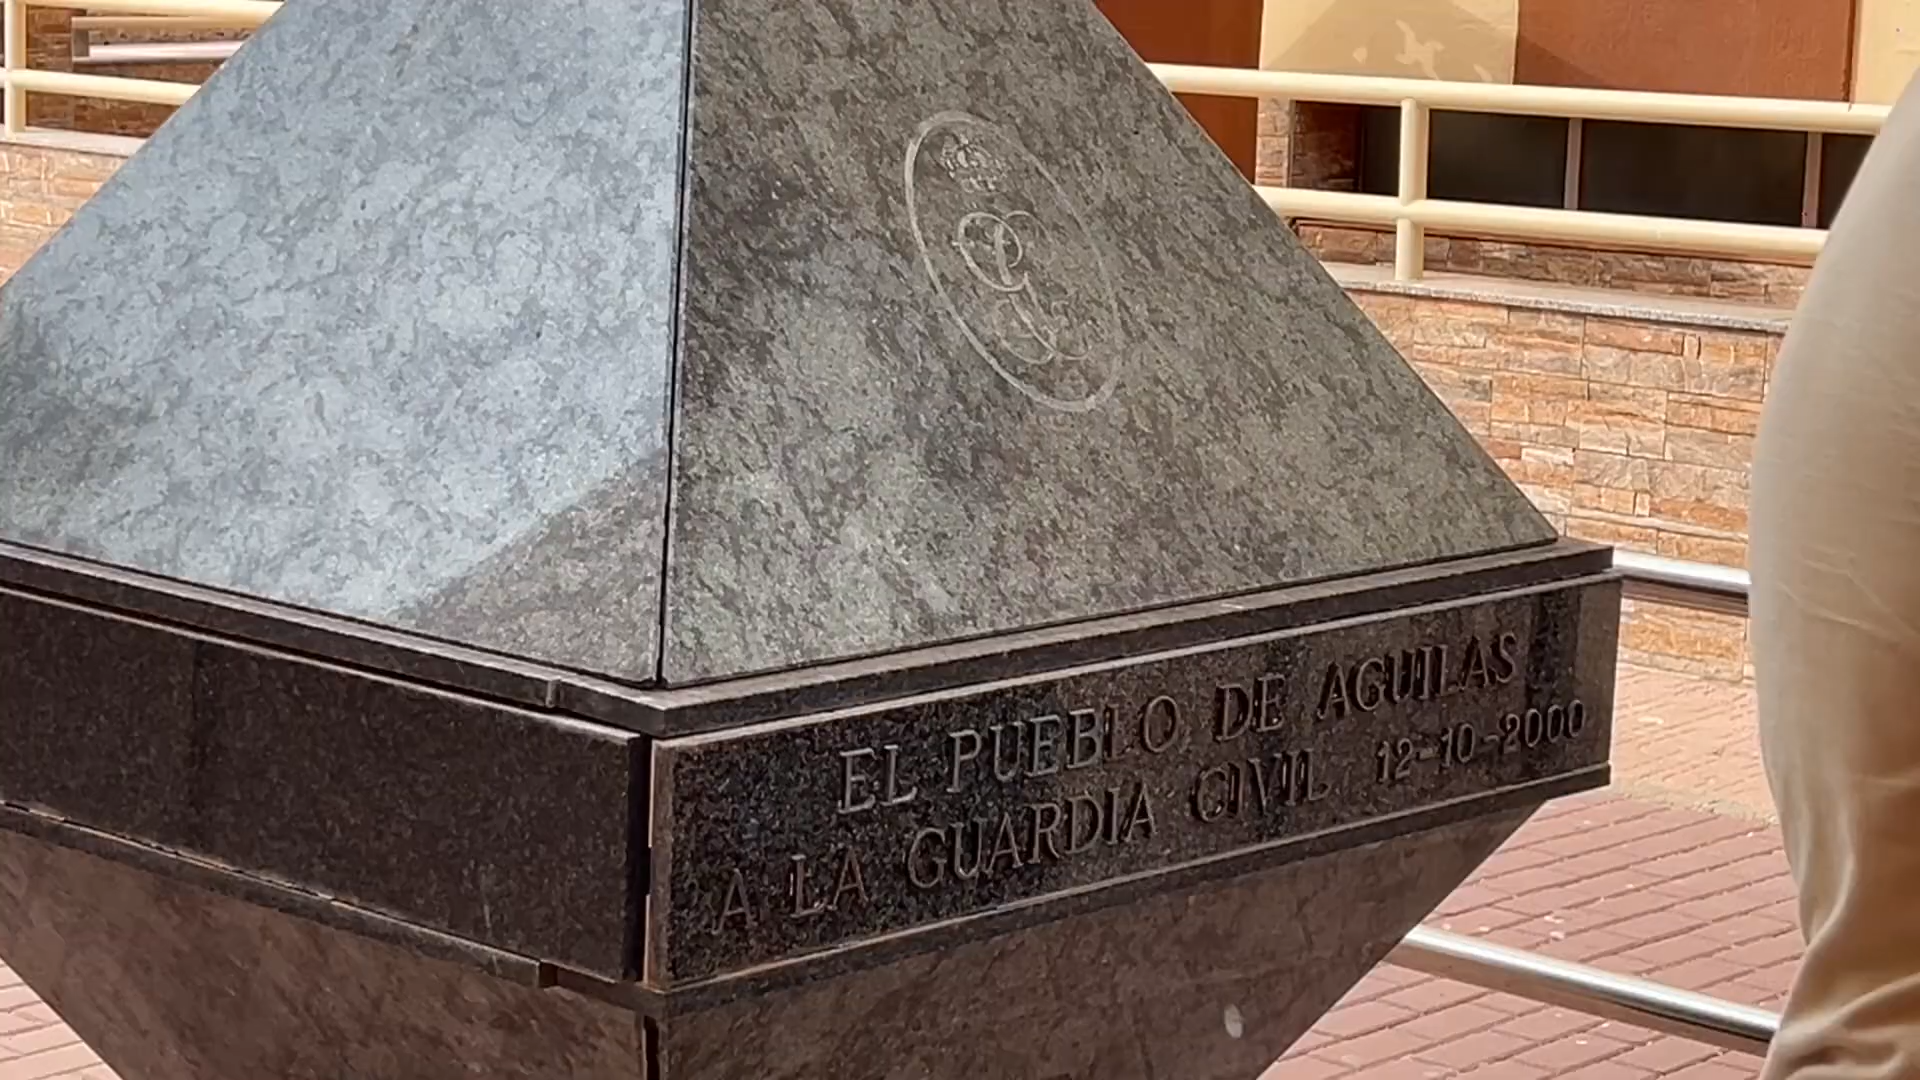 EL PUEBLO DE AGUILAS
A LA GUARDIA CIVIL 12-10-2000